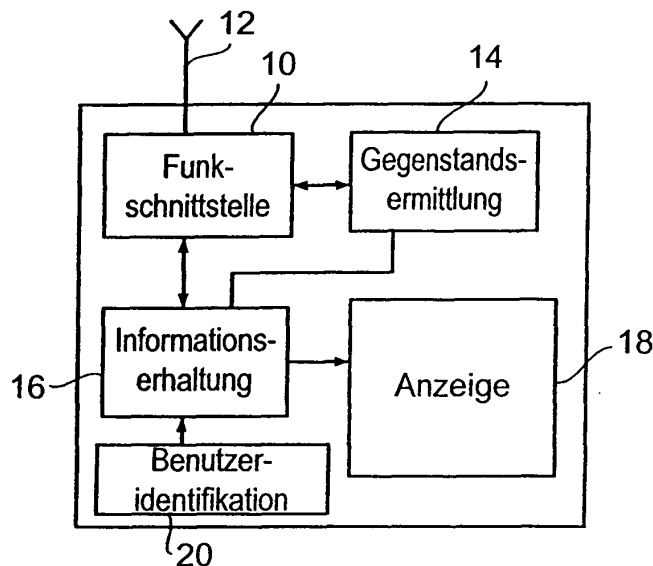 12
10
14
Funk-
schnittstelle
Gegenstands-
ermittlung
Informations-
erhaltung
16
Anzeige
18
Benutzer-
identifikation
20